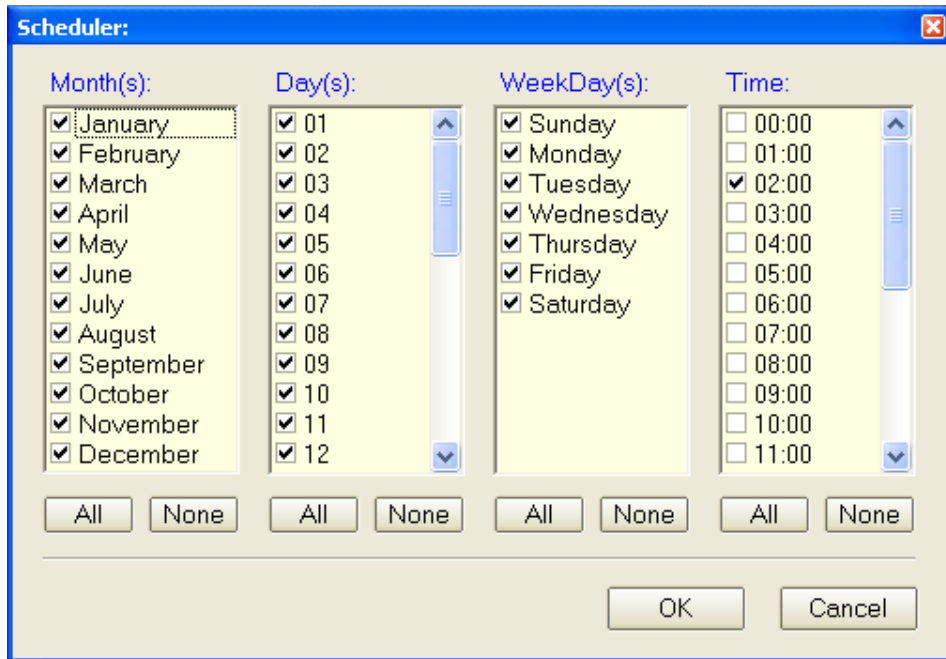 Scheduler:
Month(s): Day(s): WeekDay(s): Time:
January 01 Sunday 00:00
February 02 Monday 01:00
March 03 Tuesday 02:00
April 04 Wednesday 03:00
May 05 Thursday 04:00
June 06 Friday 05:00
July 07 Saturday 06:00
August 08 07:00
September 09 08:00
October 10 09:00
November 11 10:00
December 12 11:00
All None All None All None All None
OK Cancel